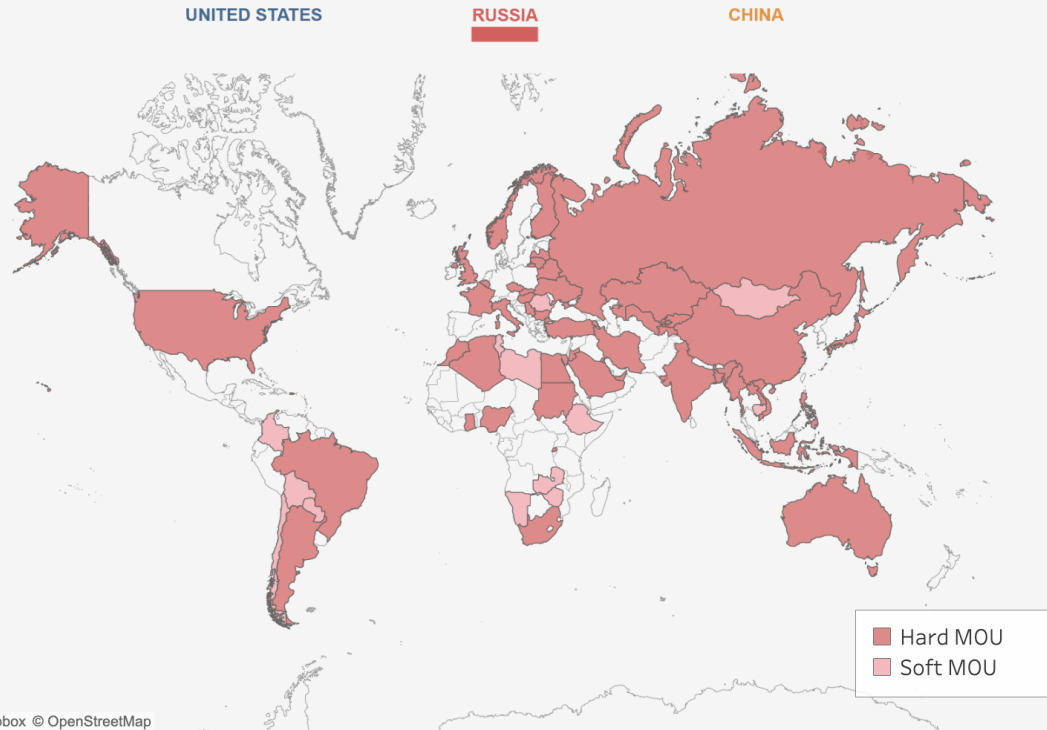 UNITED STATES
RUSSIA
CHINA
Hard MOU
Soft MOU
© OpenStreetMap